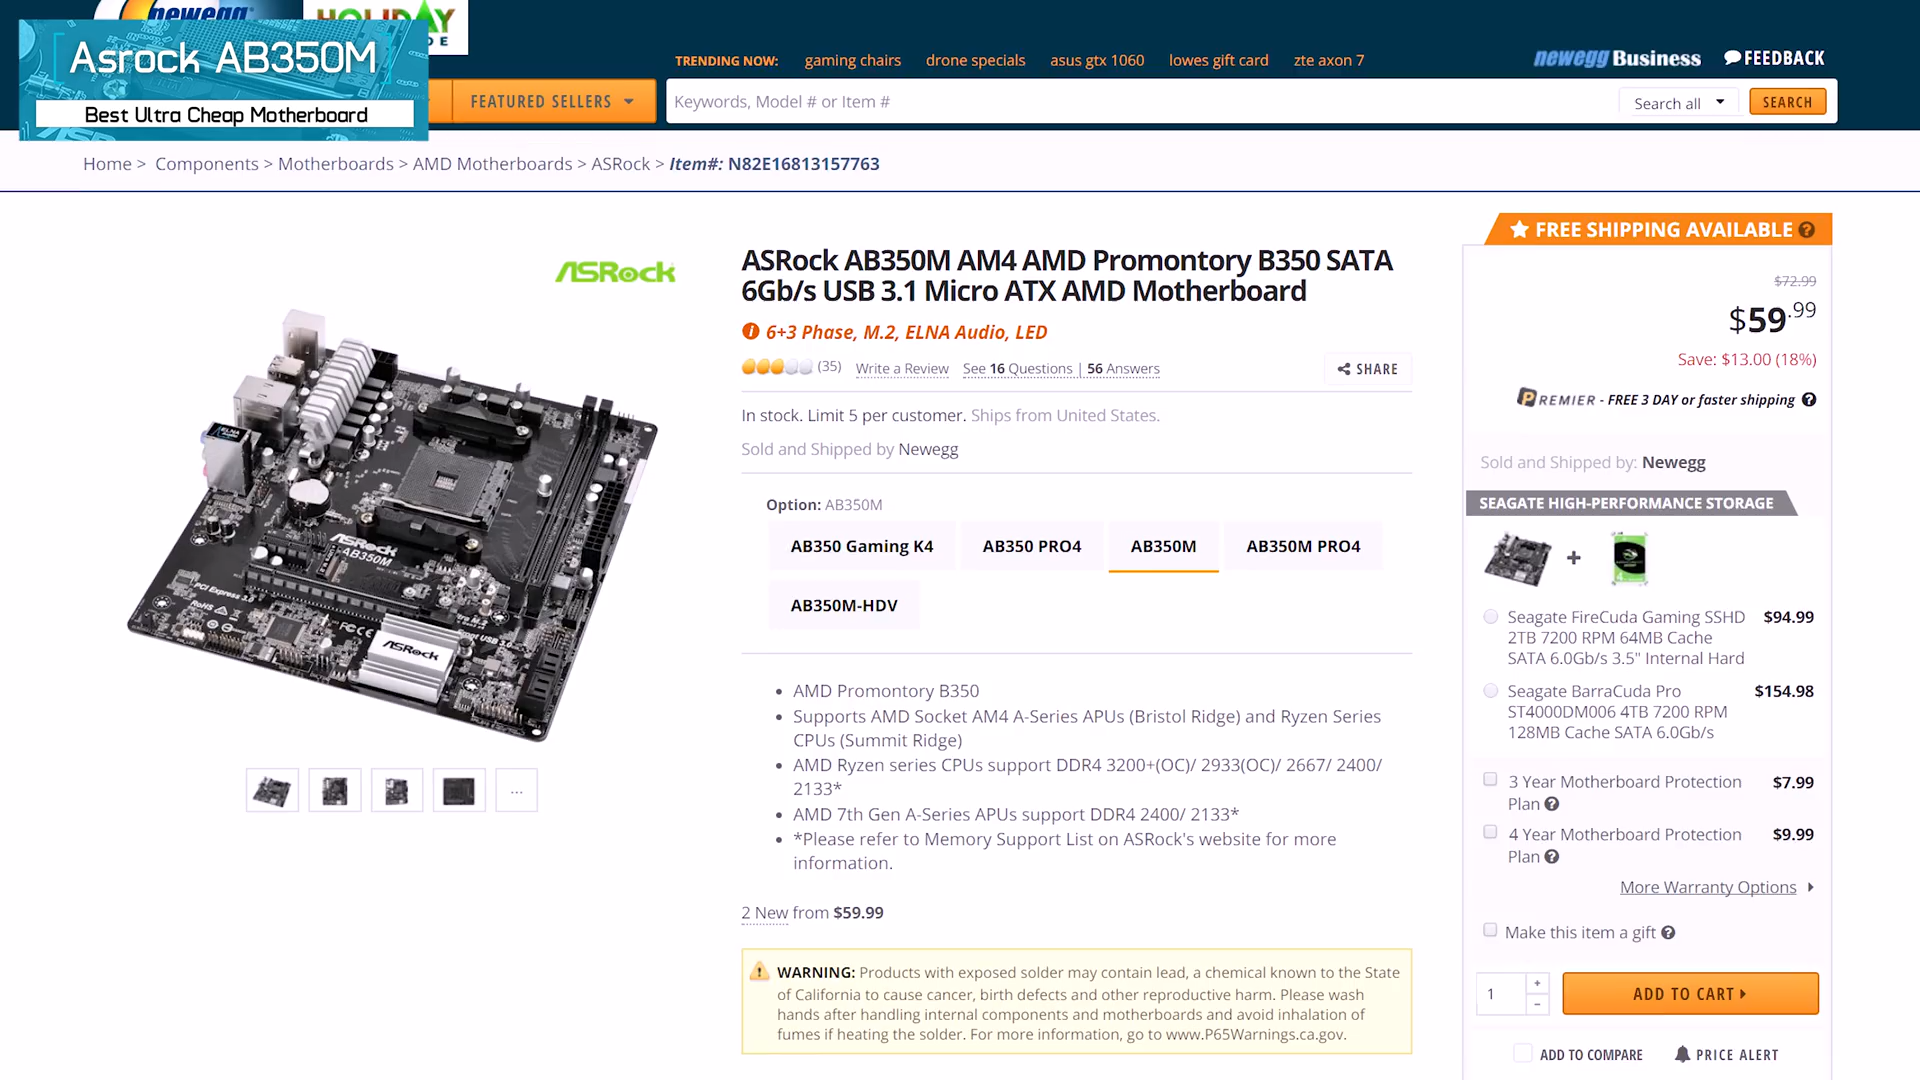 newegg
HOLIDAY
DE
Asrock AB350M
Best Ultra Cheap Motherboard
TRENDING NOW: gaming chairs drone specials asus gtx 1060 lowes gift card zte axon 7
newegg Business FEEDBACK
FEATURED SELLERS
Keywords, Model # or Item #
Search all
SEARCH
Home > Components > Motherboards > AMD Motherboards > ASRock > Item#: N82E16813157763
ASRock
ELNA
ASRock
AB350M
PCI Express 3.0
RoHS
FC CE
ASRock
ASRock AB350M AM4 AMD Promontory B350 SATA
6Gb/s USB 3.1 Micro ATX AMD Motherboard
6+3 Phase, M.2, ELNA Audio, LED
(35) Write a Review See 16 Questions | 56 Answers
SHARE
In stock. Limit 5 per customer. Ships from United States.
Sold and Shipped by Newegg
Option: AB350M
AB350 Gaming K4 AB350 PRO4 AB350M AB350M PRO4
AB350M-HDV
• AMD Promontory B350
• Supports AMD Socket AM4 A-Series APUs (Bristol Ridge) and Ryzen Series
CPUs (Summit Ridge)
• AMD Ryzen series CPUs support DDR4 3200+(OC)/ 2933(OC)/ 2667/ 2400/
2133*
• AMD 7th Gen A-Series APUs support DDR4 2400/ 2133*
• *Please refer to Memory Support List on ASRock's website for more
information.
2 New from $59.99
WARNING: Products with exposed solder may contain lead, a chemical known to the State
of California to cause cancer, birth defects and other reproductive harm. Please wash
hands after handling internal components and motherboards and avoid inhalation of
fumes if heating the solder. For more information, go to www.P65Warnings.ca.gov.
FREE SHIPPING AVAILABLE ?
$72.99
$59.99
Save: $13.00 (18%)
PREMIER - FREE 3 DAY or faster shipping ?
Sold and Shipped by: Newegg
SEAGATE HIGH-PERFORMANCE STORAGE
+
Seagate FireCuda Gaming SSHD $94.99
2TB 7200 RPM 64MB Cache
SATA 6.0Gb/s 3.5" Internal Hard
Seagate BarraCuda Pro $154.98
ST4000DM006 4TB 7200 RPM
128MB Cache SATA 6.0Gb/s
3 Year Motherboard Protection $7.99
Plan ?
4 Year Motherboard Protection $9.99
Plan ?
More Warranty Options
Make this item a gift ?
1 + -
ADD TO CART
ADD TO COMPARE PRICE ALERT